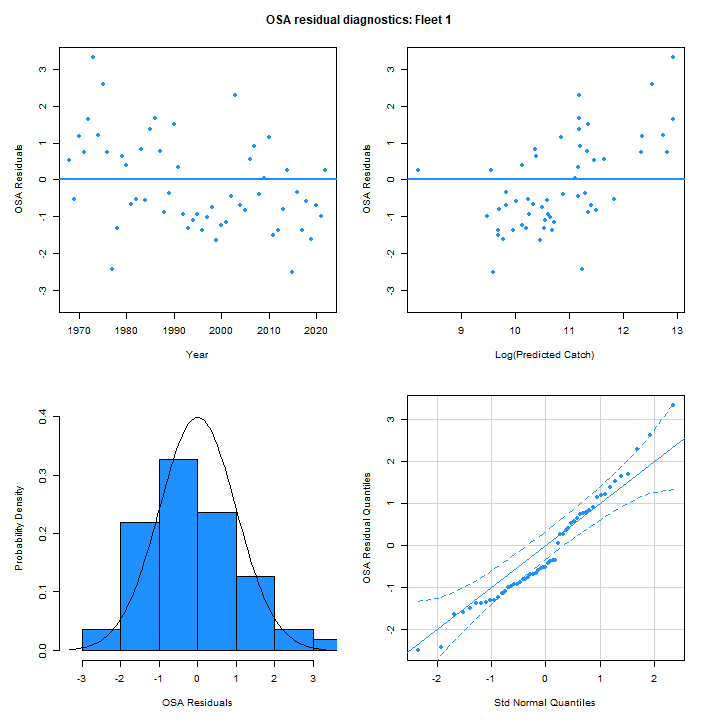 OSA residual diagnostics: Fleet 1
OSA Residuals
3
2
1
0
-1
-2
-3
1970 1980 1990 2000 2010 2020
Year
OSA Residuals
3
2
1
0
-1
-2
-3
9 10 11 12 13
Log(Predicted Catch)
Probability Density
0.4
0.3
0.2
0.1
0.0
-3 -2 -1 0 1 2 3
OSA Residuals
OSA Residual Quantiles
3
2
1
0
-1
-2
-2 -1 0 1 2
Std Normal Quantiles